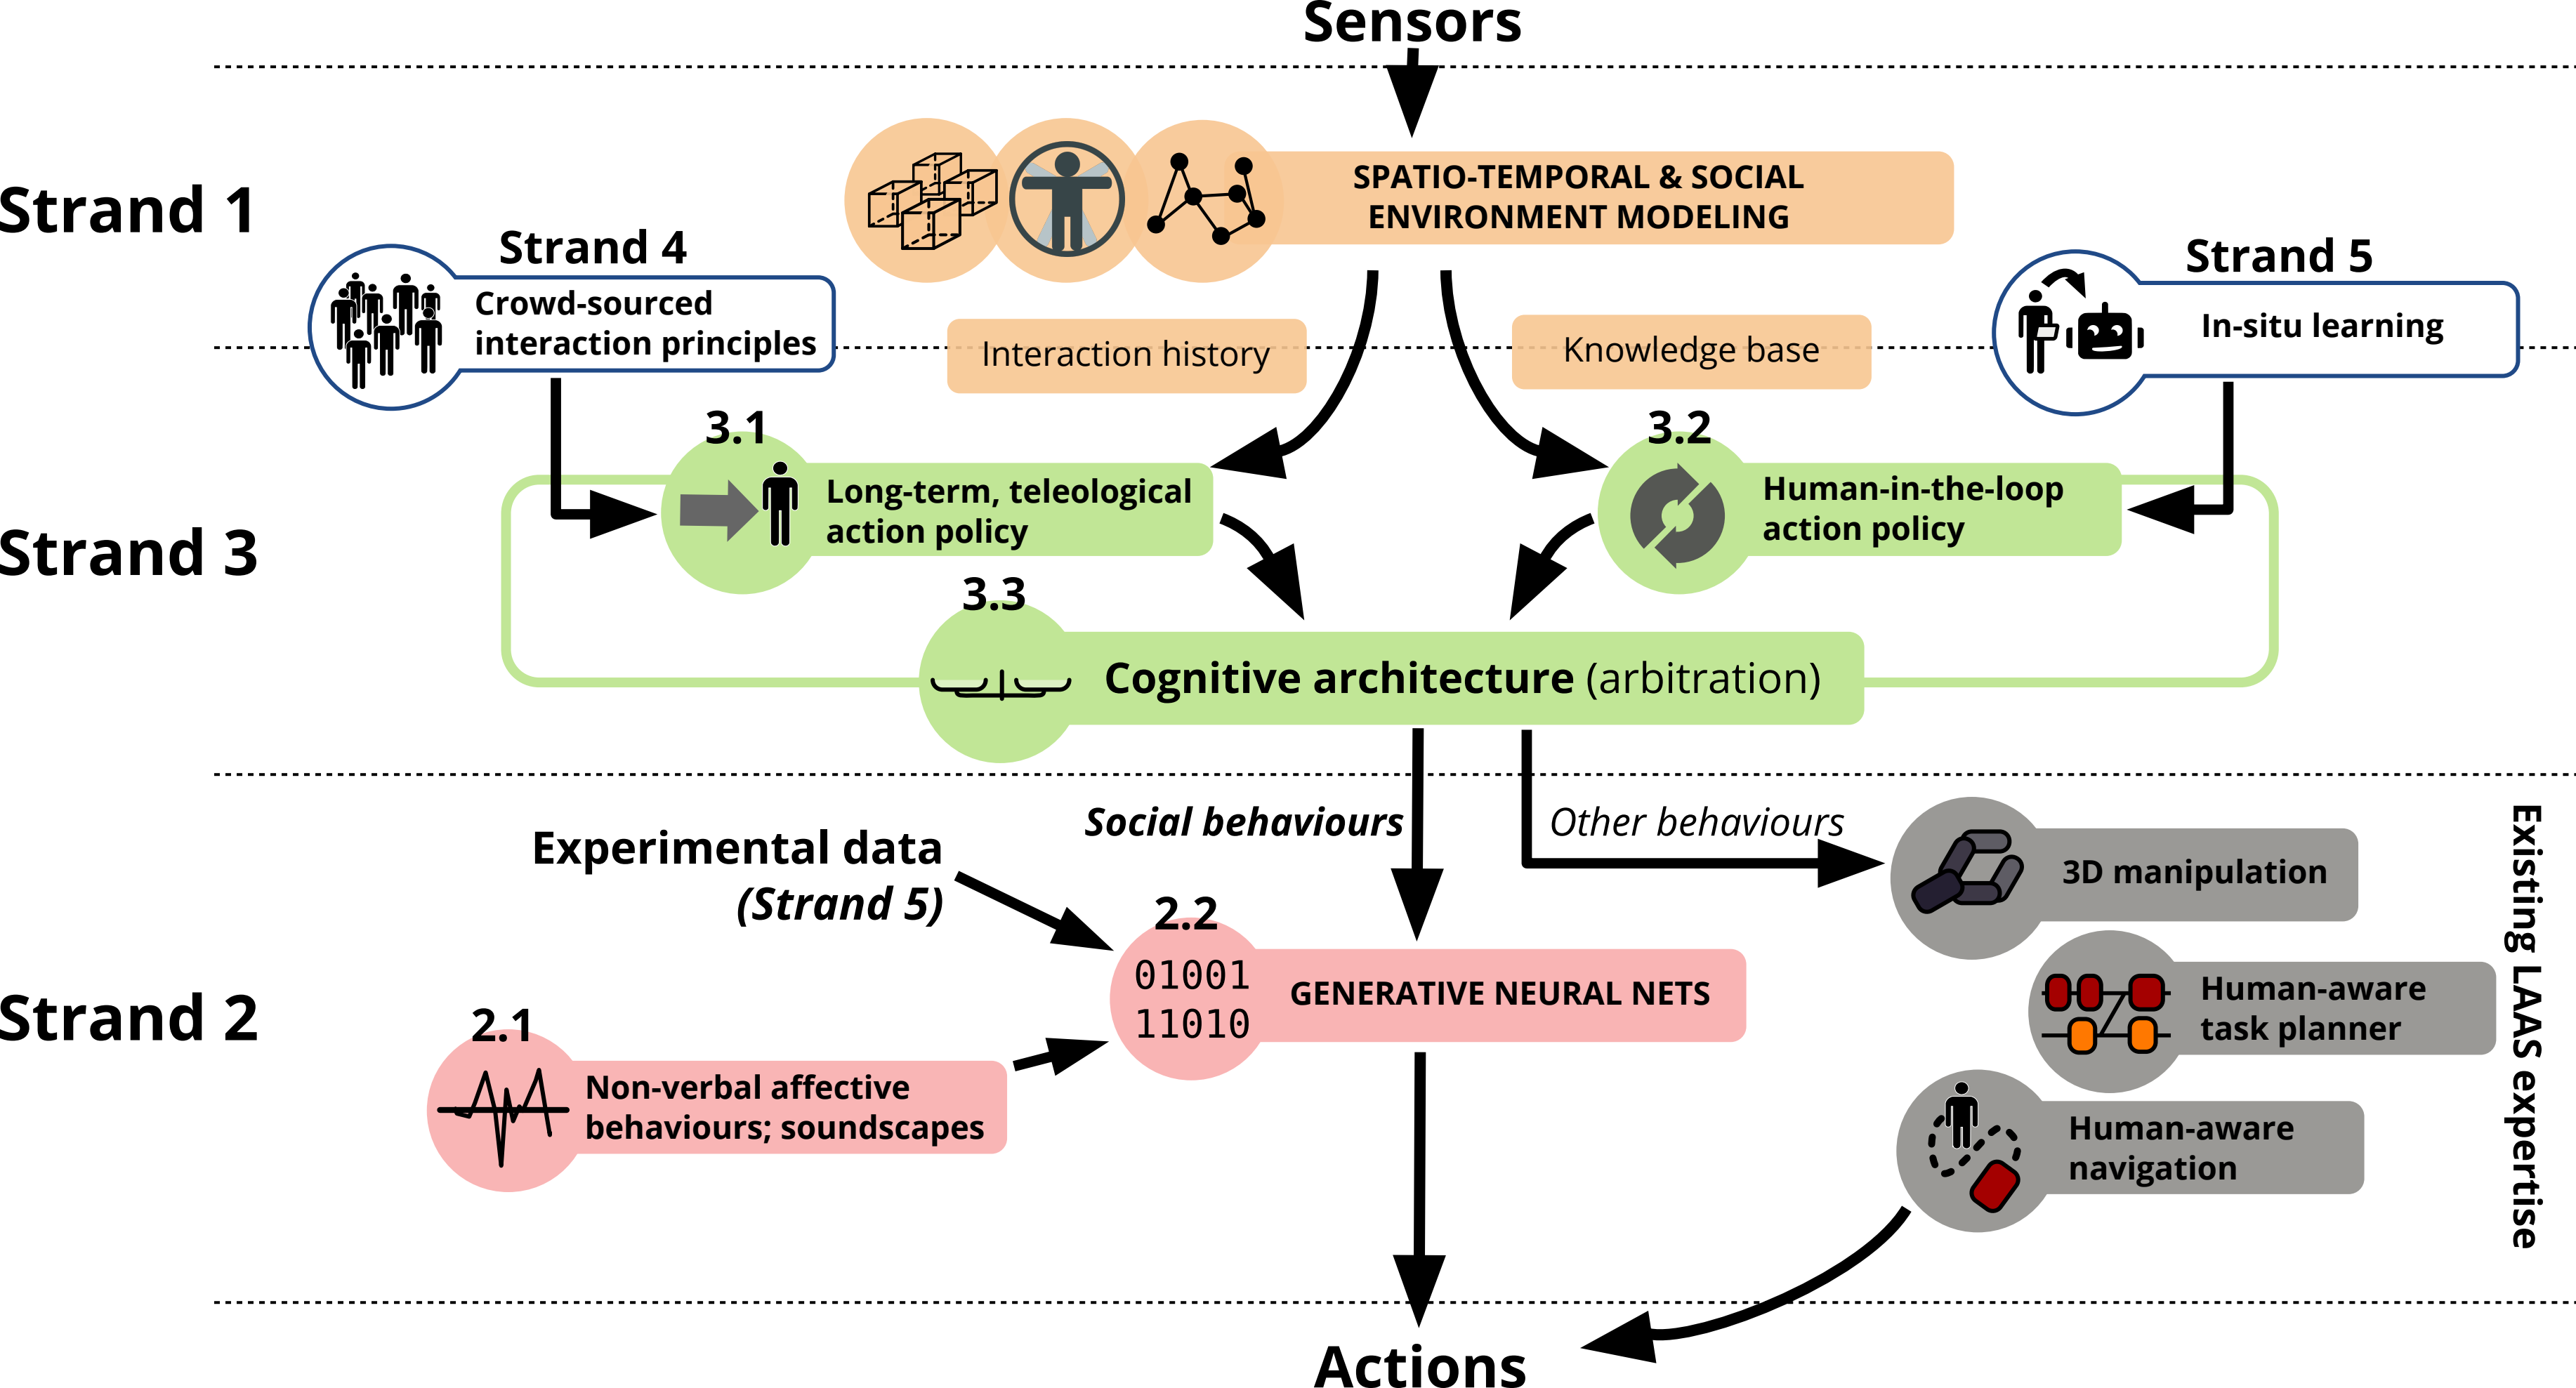 Sensors
Strand 1
SPATIO-TEMPORAL & SOCIAL
ENVIRONMENT MODELING
Strand 4
Crowd-sourced
interaction principles
Strand 5
In-situ learning
Interaction history
Knowledge base
Strand 3
3.1
Long-term, teleological
action policy
3.2
Human-in-the-loop
action policy
3.3
Cognitive architecture (arbitration)
Social behaviours
Other behaviours
Strand 2
Experimental data
(Strand 5)
2.2
01001
11010
GENERATIVE NEURAL NETS
2.1
Non-verbal affective
behaviours; soundscapes
3D manipulation
Human-aware
task planner
Human-aware
navigation
Existing LAAS expertise
Actions